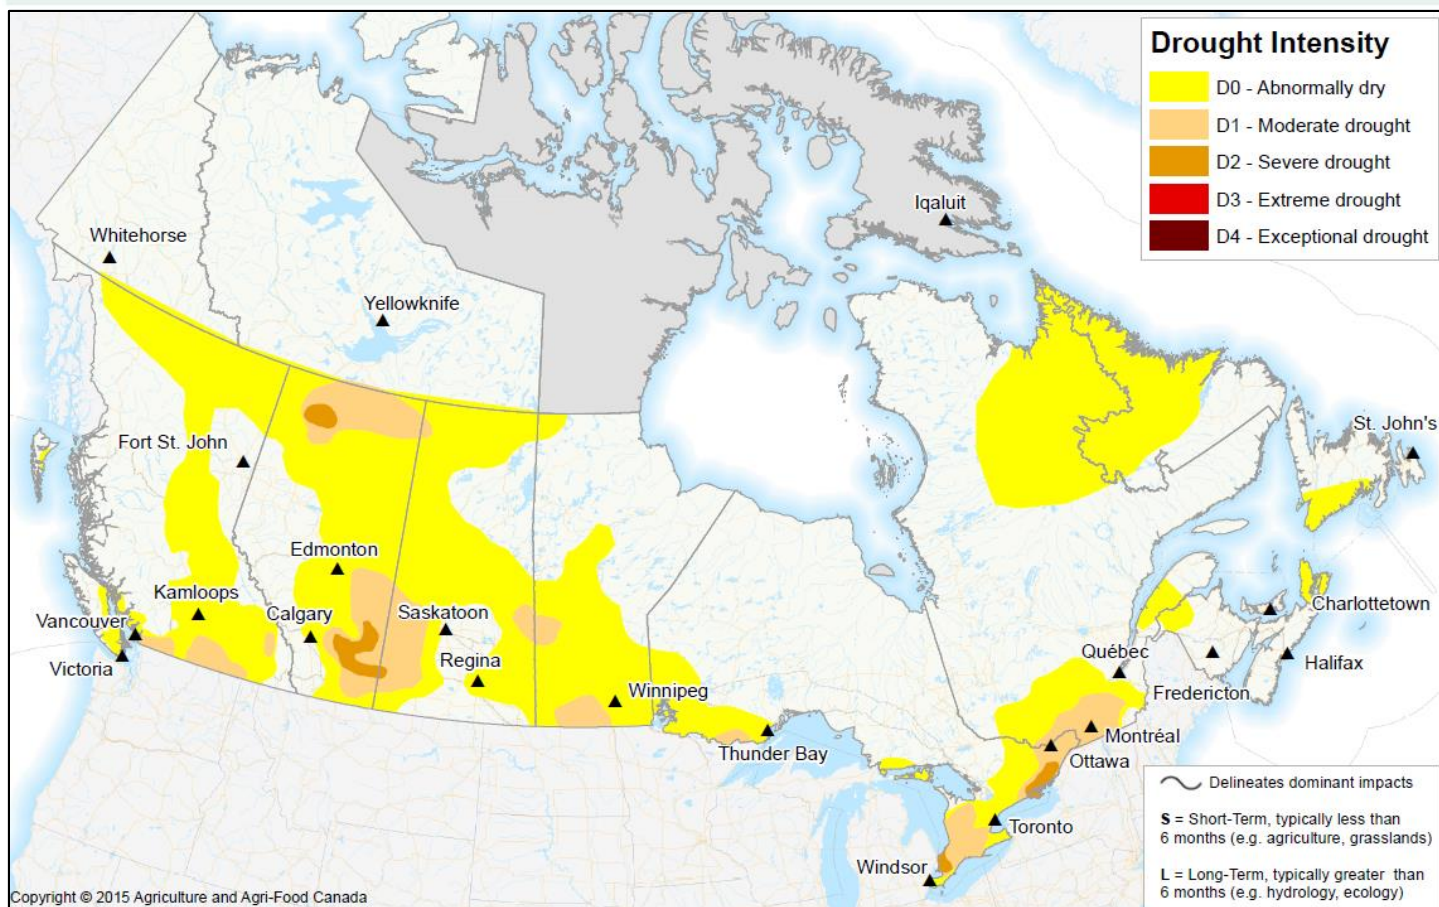 Drought Intensity
D0 - Abnormally dry
D1 - Moderate drought
D2 - Severe drought
D3 - Extreme drought
D4 - Exceptional drought
Iqaluit
Whitehorse
Yellowknife
St. John's
Fort St. John
Edmonton
Kamloops
Calgary
Saskatoon
Charlottetown
Vancouver
Québec
Halifax
Victoria
Regina
Winnipeg
Fredericton
Montréal
Thunder Bay
Ottawa
Toronto
Windsor
Delineates dominant impacts
S = Short-Term, typically less than
6 months (e.g. agriculture, grasslands)
L = Long-Term, typically greater than
6 months (e.g. hydrology, ecology)
Copyright © 2015 Agriculture and Agri-Food Canada